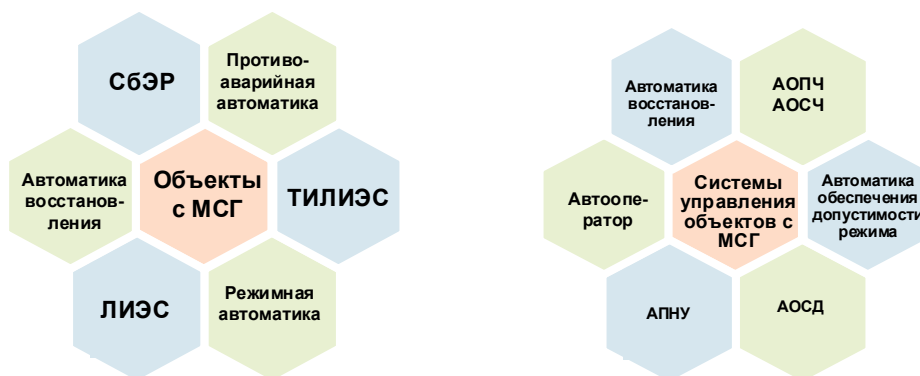 СбЭР
Противо-
аварийная
автоматика
Автоматика
восстанов-
ления
Объекты
с МСГ
ТИЛИЭС
ЛИЭС
Режимная
автоматика
Автоматика
восстанов-
ления
АОПЧ
АОСЧ
Автоопе-
ратор
Системы
управления
объектов с
МСГ
Автоматика
обеспечения
допустимости
режима
АПНУ
АОСД